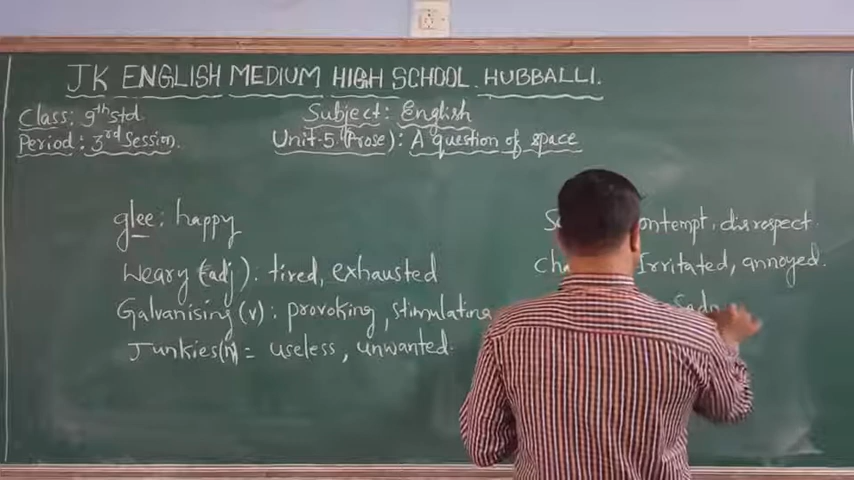 JK ENGLISH MEDIUM HIGH SCHOOL. HUBBALLI.
Class: 9th std.
Subject: English
Period: 3rd Session.
Unit-5 (Prose): A question of space
glee: happy
Weary (adj): tired, exhausted
Galvanising (v): provoking, stimulating
Junkies(n) = useless, unwanted.
contempt, disrespect.
Irritated, annoyed.